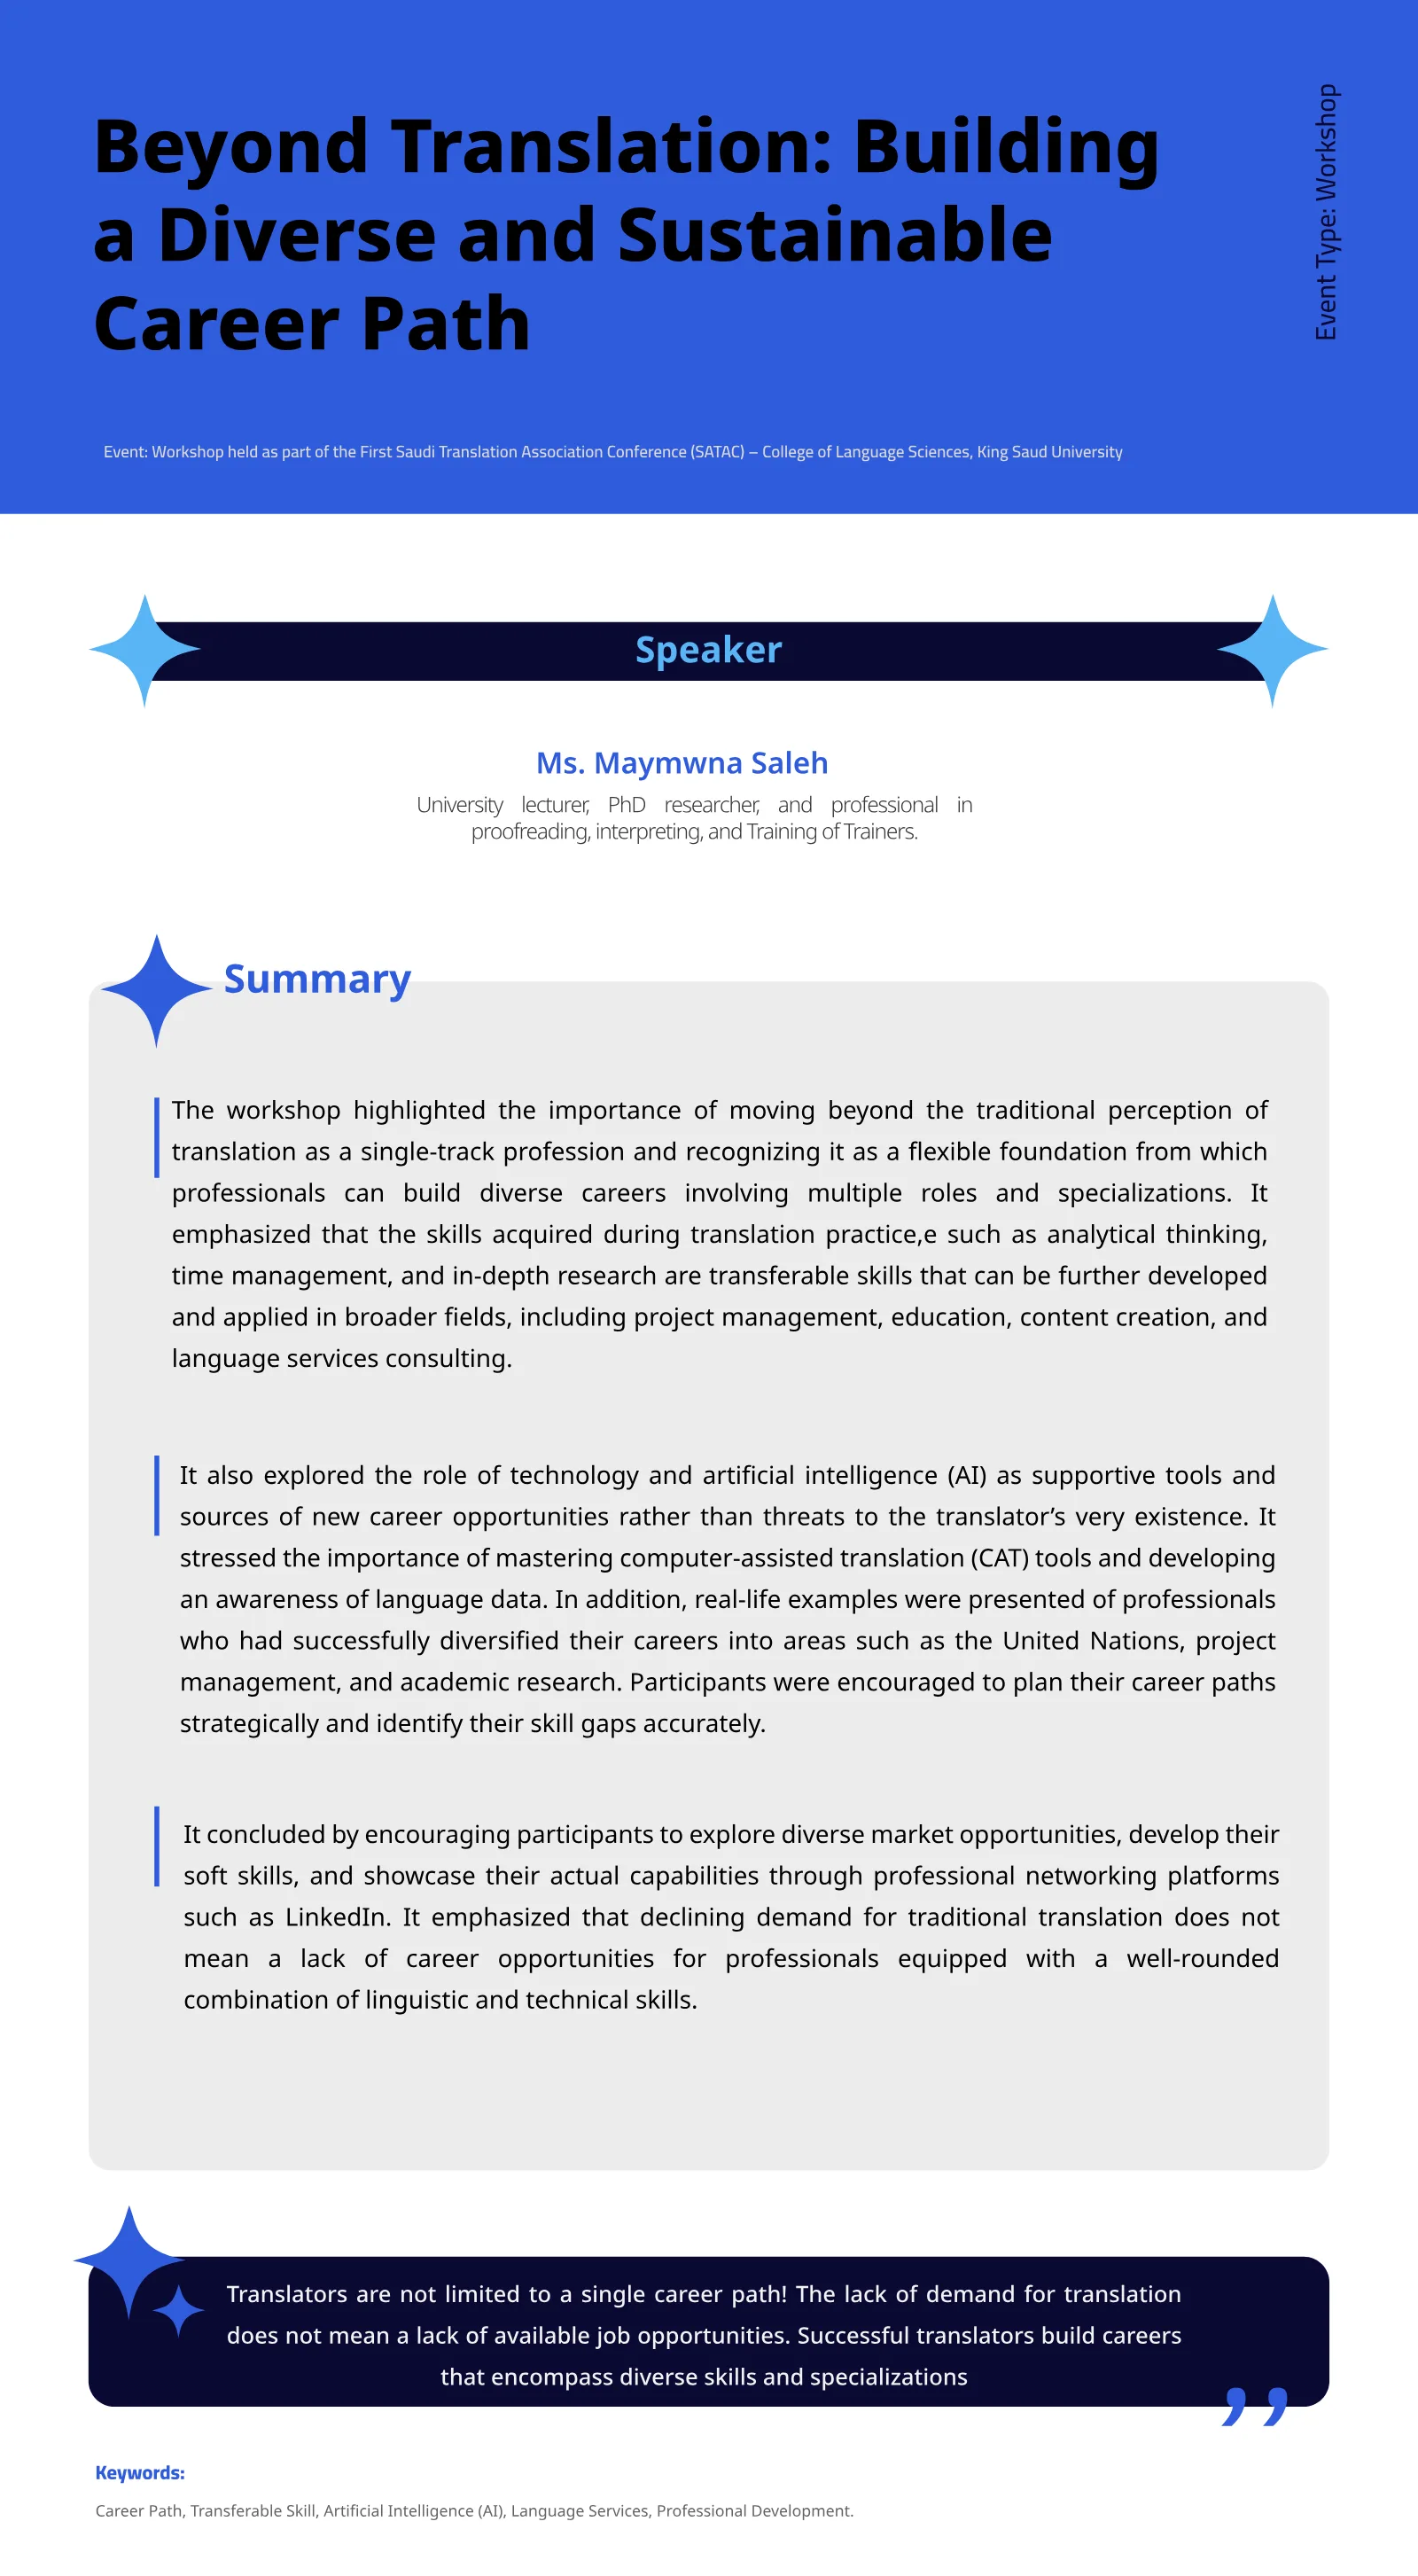 Beyond Translation: Building
a Diverse and Sustainable
Career Path
Event Type: Workshop
Event: Workshop held as part of the First Saudi Translation Association Conference (SATAC) – College of Language Sciences, King Saud University
Speaker
Ms. Maymwna Saleh
University lecturer, PhD researcher, and professional in
proofreading, interpreting, and Training of Trainers.
Summary
The workshop highlighted the importance of moving beyond the traditional perception of
translation as a single-track profession and recognizing it as a flexible foundation from which
professionals can build diverse careers involving multiple roles and specializations. It
emphasized that the skills acquired during translation practice,e such as analytical thinking,
time management, and in-depth research are transferable skills that can be further developed
and applied in broader fields, including project management, education, content creation, and
language services consulting.
It also explored the role of technology and artificial intelligence (AI) as supportive tools and
sources of new career opportunities rather than threats to the translator’s very existence. It
stressed the importance of mastering computer-assisted translation (CAT) tools and developing
an awareness of language data. In addition, real-life examples were presented of professionals
who had successfully diversified their careers into areas such as the United Nations, project
management, and academic research. Participants were encouraged to plan their career paths
strategically and identify their skill gaps accurately.
It concluded by encouraging participants to explore diverse market opportunities, develop their
soft skills, and showcase their actual capabilities through professional networking platforms
such as LinkedIn. It emphasized that declining demand for traditional translation does not
mean a lack of career opportunities for professionals equipped with a well-rounded
combination of linguistic and technical skills.
Translators are not limited to a single career path! The lack of demand for translation
does not mean a lack of available job opportunities. Successful translators build careers
that encompass diverse skills and specializations
”
Keywords:
Career Path, Transferable Skill, Artificial Intelligence (AI), Language Services, Professional Development.